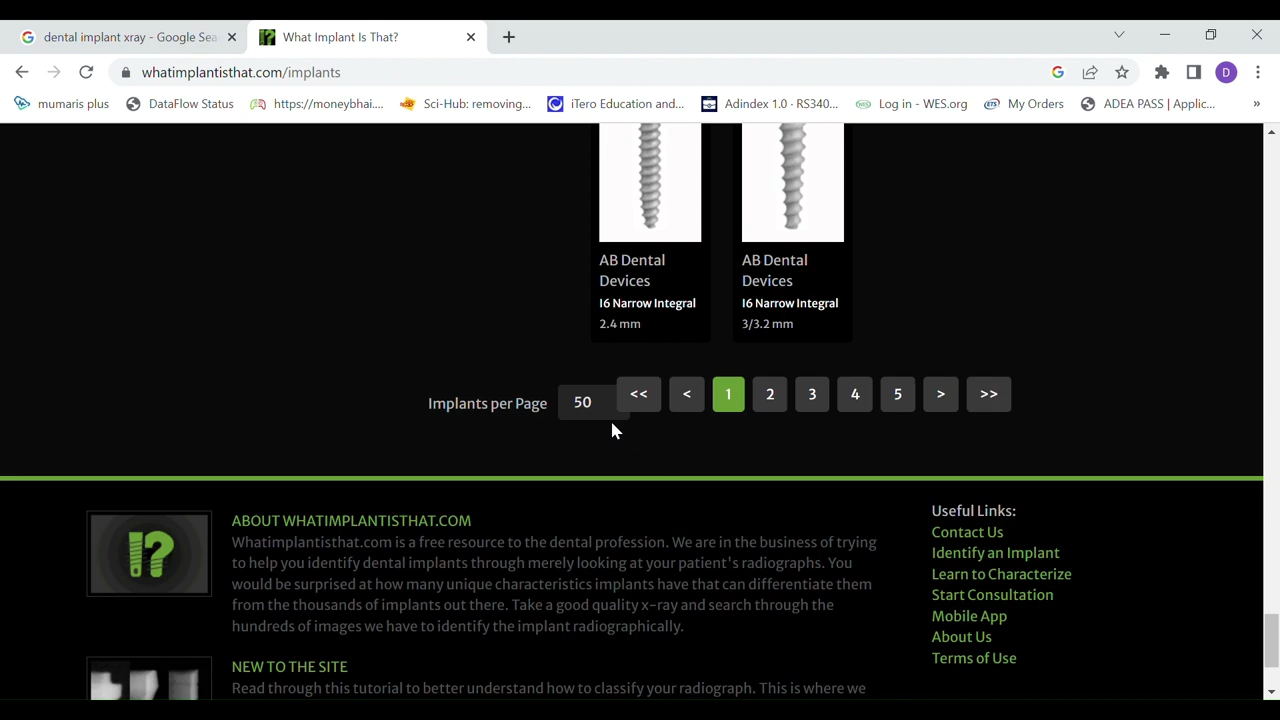 dental implant xray - Google Sea
What Implant Is That?
whatimplantisthat.com/implants
mumaris plus
DataFlow Status
https://moneybhai....
Sci-Hub: removing...
iTero Education and...
Adindex 1.0 · RS340...
Log in - WES.org
My Orders
ADEA PASS | Applic...
»
AB Dental
Devices
I6 Narrow Integral
2.4 mm
AB Dental
Devices
I6 Narrow Integral
3/3.2 mm
Implants per Page 50 << < 1 2 3 4 5 > >>
ABOUT WHATIMPLANTISTHAT.COM
Whatimplantisthat.com is a free resource to the dental profession. We are in the business of trying
to help you identify dental implants through merely looking at your patient's radiographs. You
would be surprised at how many unique characteristics implants have that can differentiate them
from the thousands of implants out there. Take a good quality x-ray and search through the
hundreds of images we have to identify the implant radiographically.
NEW TO THE SITE
Read through this tutorial to better understand how to classify your radiograph. This is where we
Useful Links:
Contact Us
Identify an Implant
Learn to Characterize
Start Consultation
Mobile App
About Us
Terms of Use